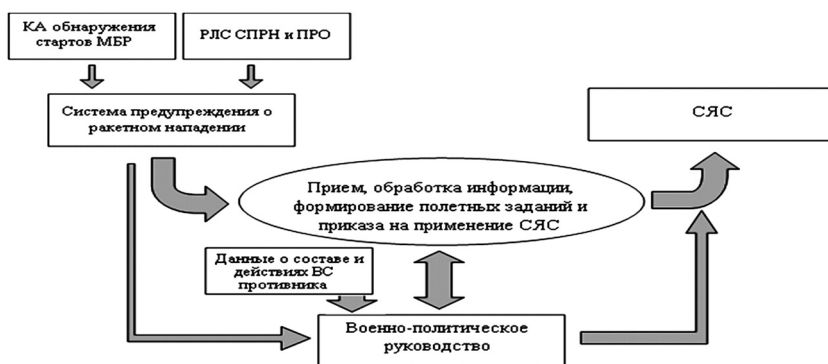 КА обнаружения
стартов МБР
РЛС СПРН и ПРО
Система предупреждения о
ракетном нападении
СЯС
Прием, обработка информации,
формирование полетных заданий и
приказа на применение СЯС
Данные о составе и
действиях ВС
противника
Военно-политическое
руководство